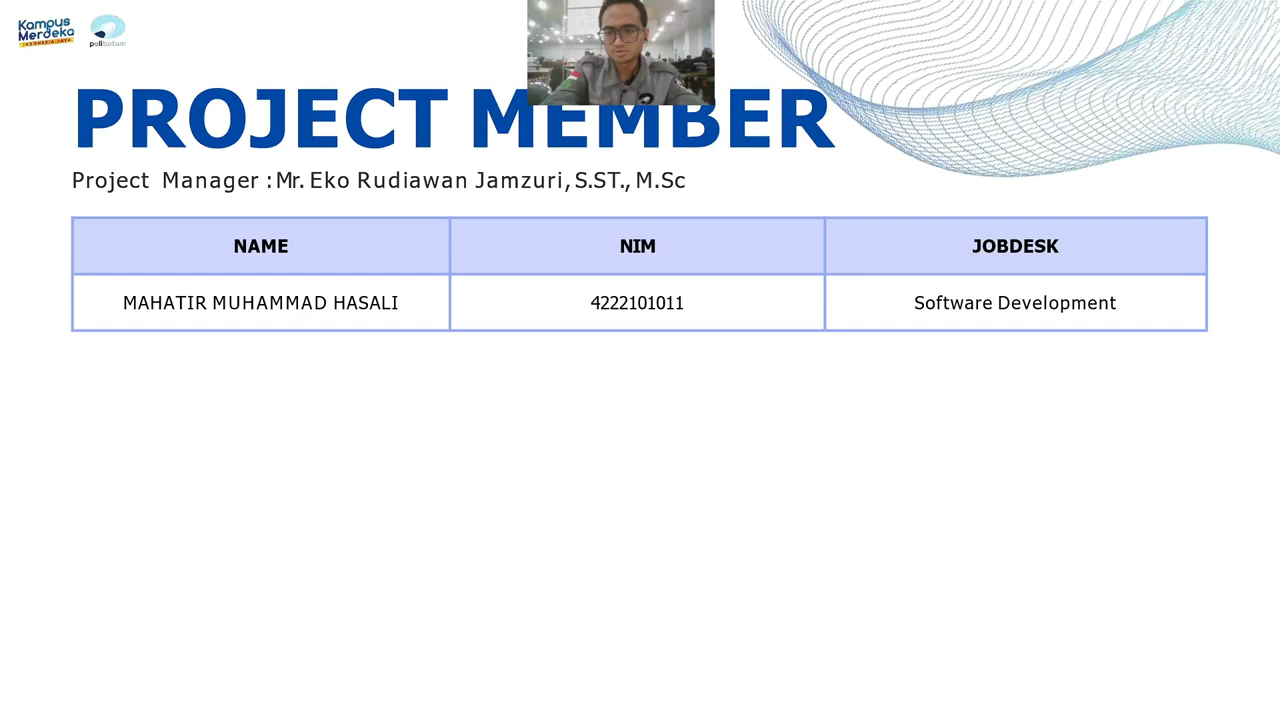 Kampus
Merdeka
INDONESIA JAYA
polibatam
PROJECT MEMBER
Project Manager : Mr. Eko Rudiawan Jamzuri, S.ST., M.Sc
NAME NIM JOBDESK
MAHATIR MUHAMMAD HASALI 4222101011 Software Development